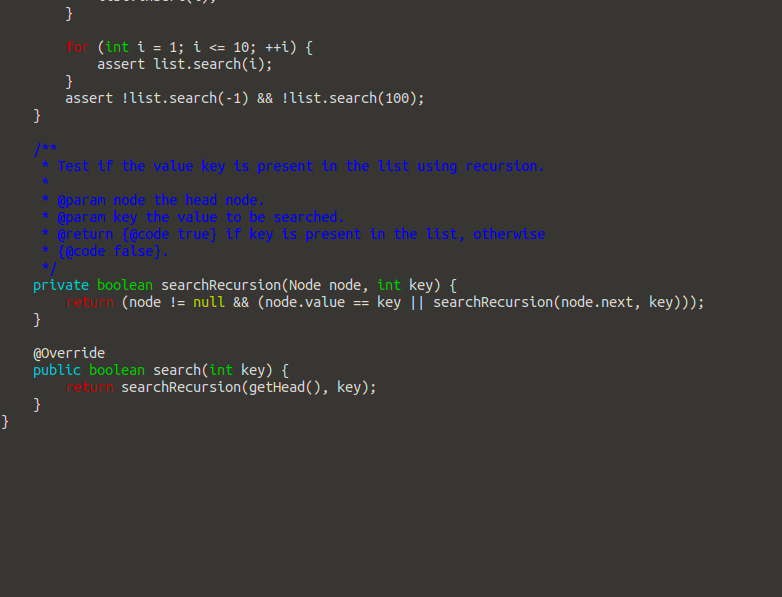 }
for (int i = 1; i <= 10; ++i) {
assert list.search(i);
}
assert !list.search(-1) && !list.search(100);
}
/**
* Test if the value key is present in the list using recursion.
*
* @param node the head node.
* @param key the value to be searched.
* @return {@code true} if key is present in the list, otherwise
* {@code false}.
*/
private boolean searchRecursion(Node node, int key) {
return (node != null && (node.value == key || searchRecursion(node.next, key)));
}
@Override
public boolean search(int key) {
return searchRecursion(getHead(), key);
}
}